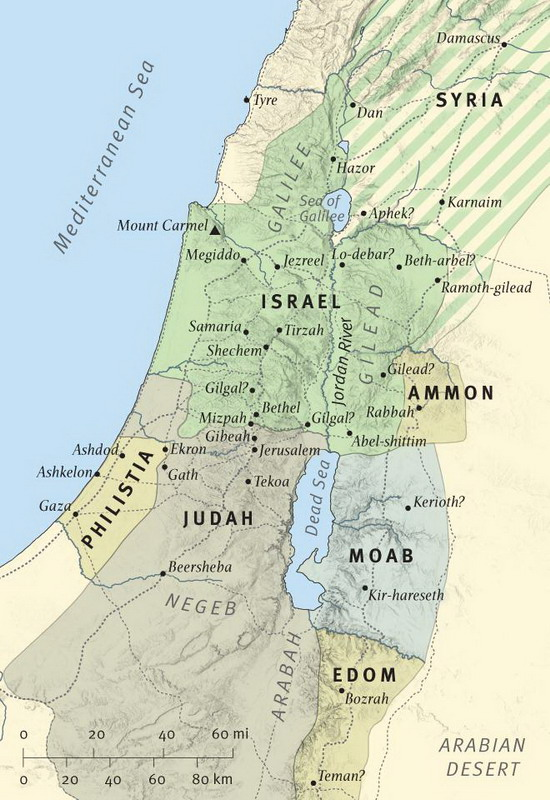 Damascus
Mediterranean Sea
Tyre
SYRIA
Dan
GALILEE
Hazor
Sea of
Galilee
Karnaim
Aphek?
Mount Carmel
Megiddo
Jezreel
Lo-debar?
Beth-arbel?
Ramoth-gilead
ISRAEL
Samaria
Tirzah
Jordan River
GILEAD
Shechem
Gilead?
AMMON
Gilgal?
Rabbah
Bethel
Mizpah
Gilgal?
Gibeah
Abel-shittim
Ashdod
Ekron
Jerusalem
Ashkelon
Gath
PHILISTIA
Tekoa
Dead Sea
Kerioth?
Gaza
JUDAH
MOAB
Beersheba
Kir-hareseth
NEGEB
ARABAH
EDOM
Bozrah
0 20 40 60 mi
0 20 40 60 80 km
ARABIAN
DESERT
Teman?